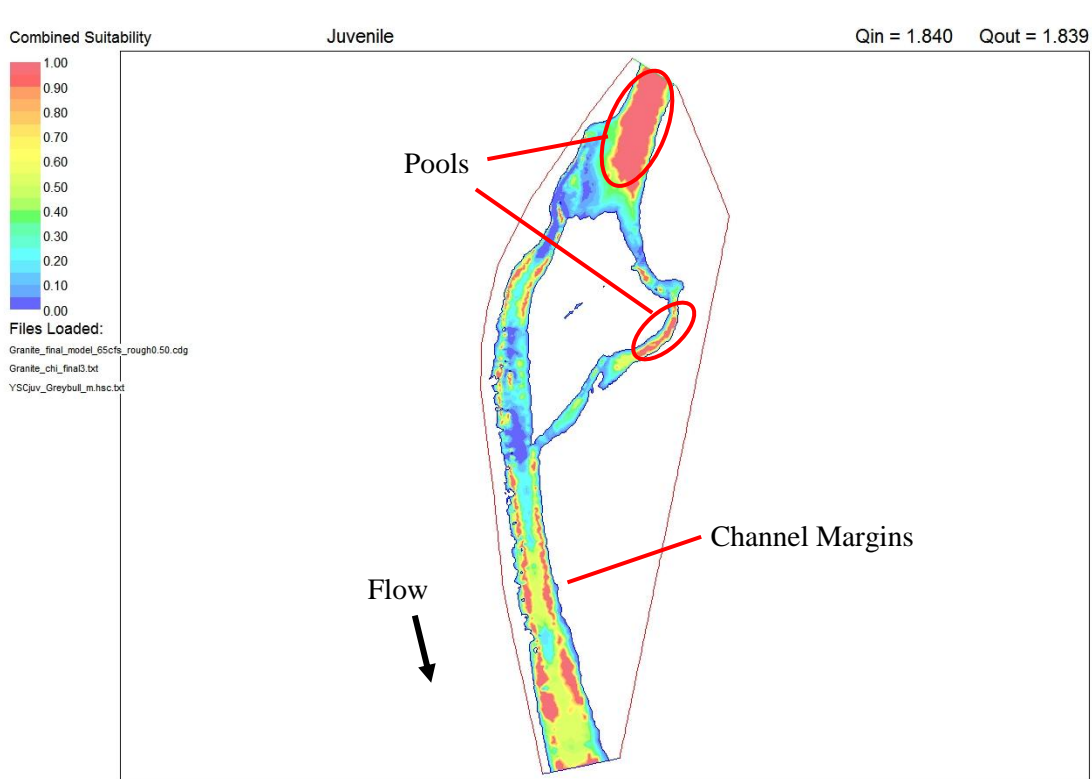 Combined Suitability
Juvenile
Qin = 1.840 Qout = 1.839
1.00
0.90
0.80
0.70
0.60
0.50
0.40
0.30
0.20
0.10
0.00
Files Loaded:
Granite_final_model_65cfs_rough0.50.cdg
Granite_chi_final3.txt
YSCjuv_Greybull_m.hsc.txt
Pools
Channel Margins
Flow